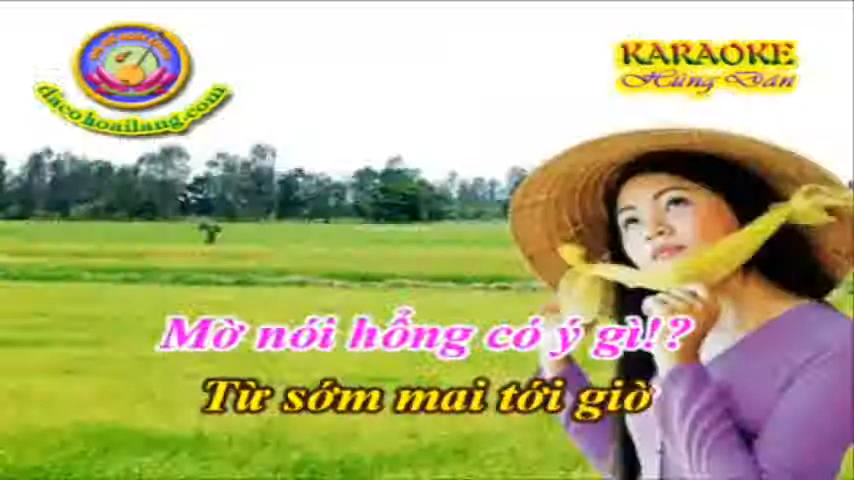 KARAOKE
Hùng Dân
dacohoailang.com
Mờ nói hổng có ý gì!?
Từ sớm mai tới giờ